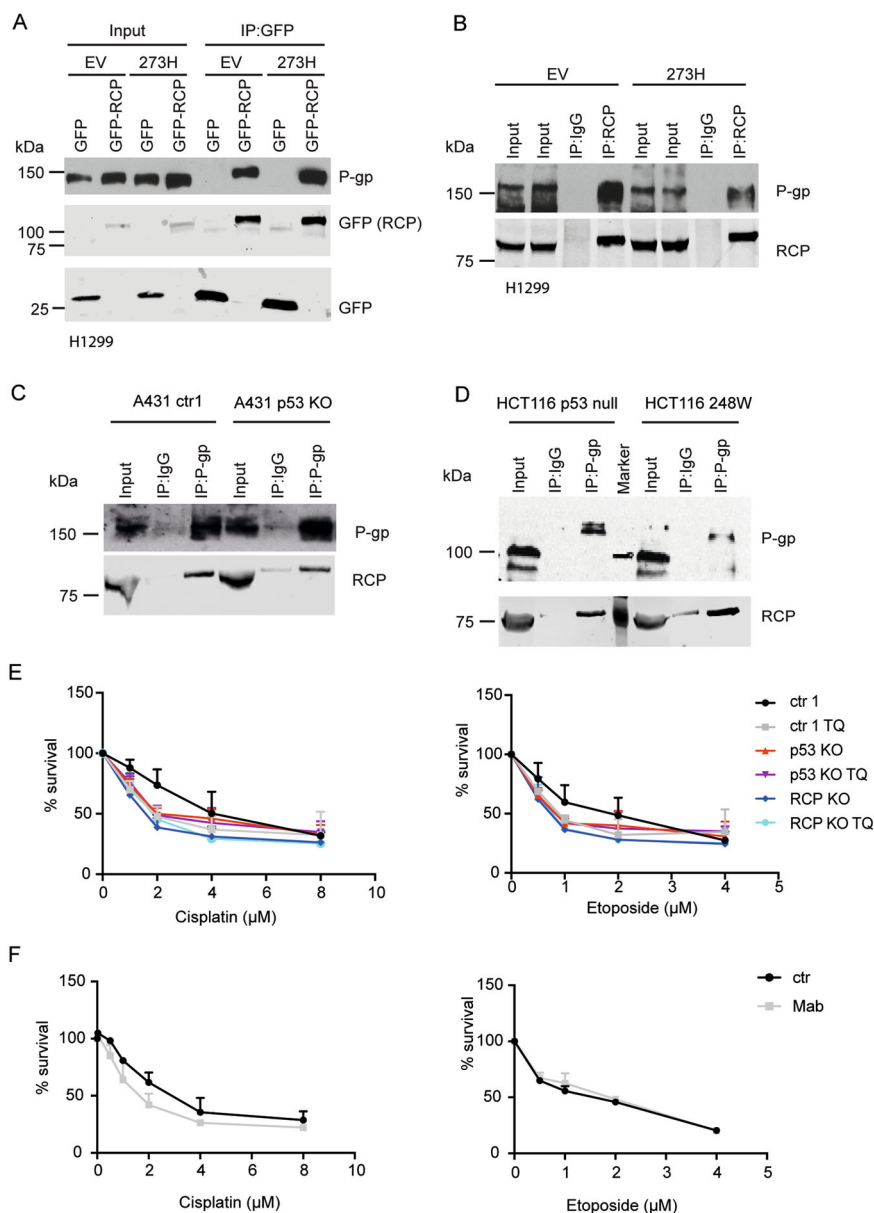 A
Input IP:GFP
EV 273H EV 273H
GFP GFP-RCP GFP GFP-RCP GFP GFP-RCP GFP GFP-RCP
kDa
150 P-gp
100 GFP (RCP)
75
25 GFP
H1299
B
EV 273H
Input Input IP:IgG IP:RCP Input Input IP:IgG IP:RCP
kDa
150 P-gp
75 RCP
H1299
C
A431 ctr1 A431 p53 KO
Input IP:IgG IP:P-gp Input IP:IgG IP:P-gp
kDa
150 P-gp
75 RCP
D
HCT116 p53 null HCT116 248W
Input IP:IgG IP:P-gp Marker Input IP:IgG IP:P-gp
kDa
100 P-gp
75 RCP
E
150
100
50
0
% survival
0 2 4 6 8 10
Cisplatin (µM)
150
100
50
0
% survival
0 1 2 3 4 5
Etoposide (µM)
ctr 1
ctr 1 TQ
p53 KO
p53 KO TQ
RCP KO
RCP KO TQ
F
150
100
50
0
% survival
0 2 4 6 8 10
Cisplatin (µM)
150
100
50
0
% survival
0 1 2 3 4 5
Etoposide (µM)
ctr
Mab